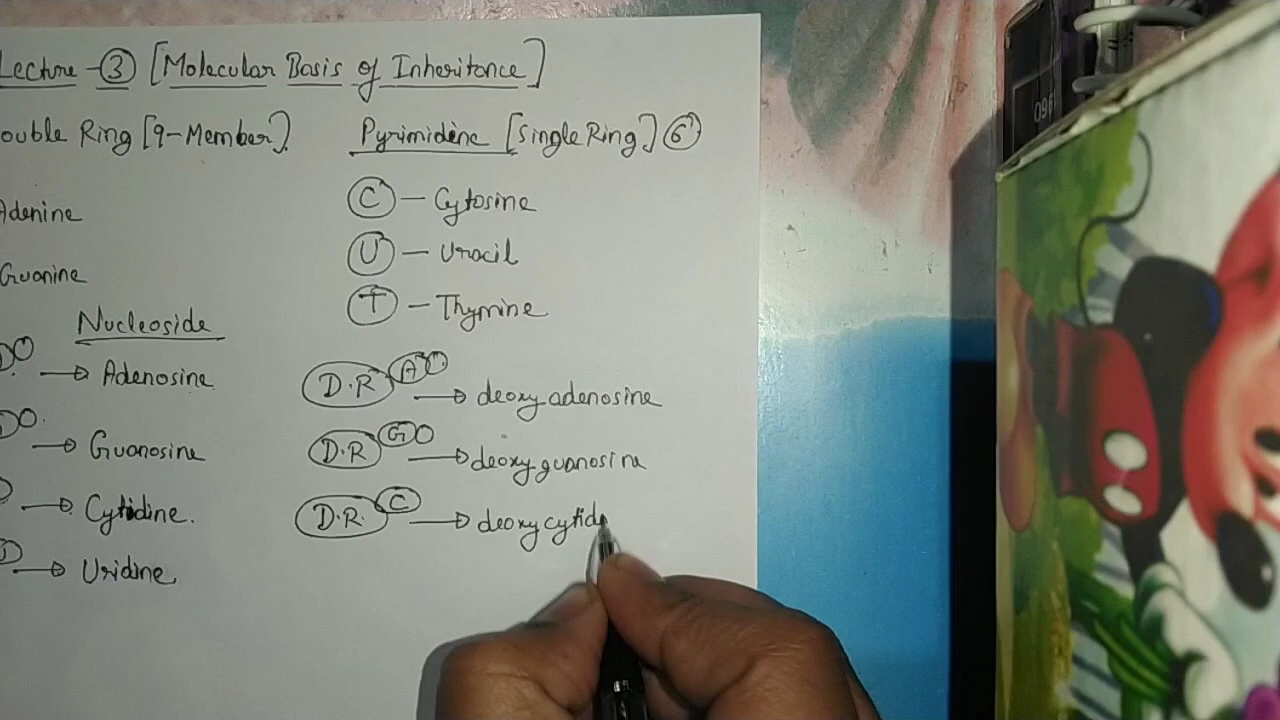 Lecture - 3 [Molecular Basis of Inheritance]
ouble Ring [9-Member]
Pyrimidine [Single Ring] 6
Adenine
Guanine
C - Cytosine
U - Uracil
T - Thymine
Nucleoside
→ Adenosine
→ Guanosine
→ Cytidine.
→ Uridine
D.R A → deoxyadenosine
D.R G → deoxyguanosine
D.R. C → deoxycytid
096